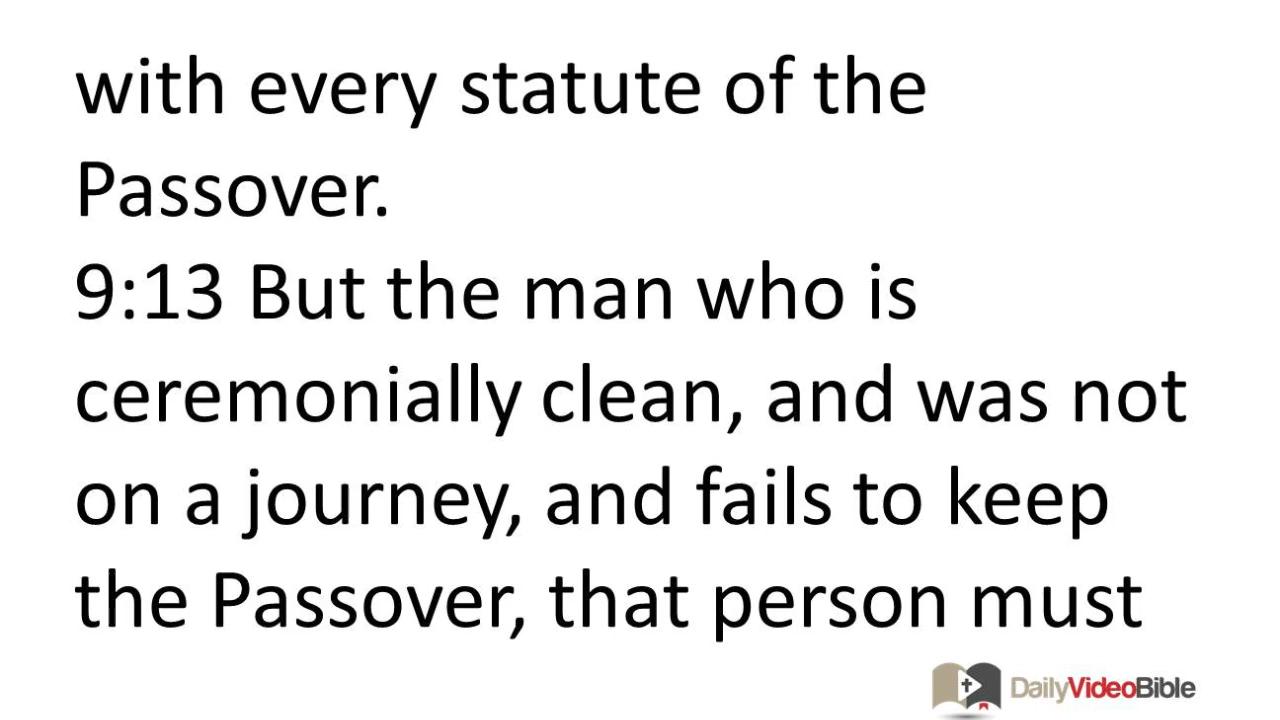 with every statute of the
Passover.
9:13 But the man who is
ceremonially clean, and was not
on a journey, and fails to keep
the Passover, that person must
DailyVideoBible